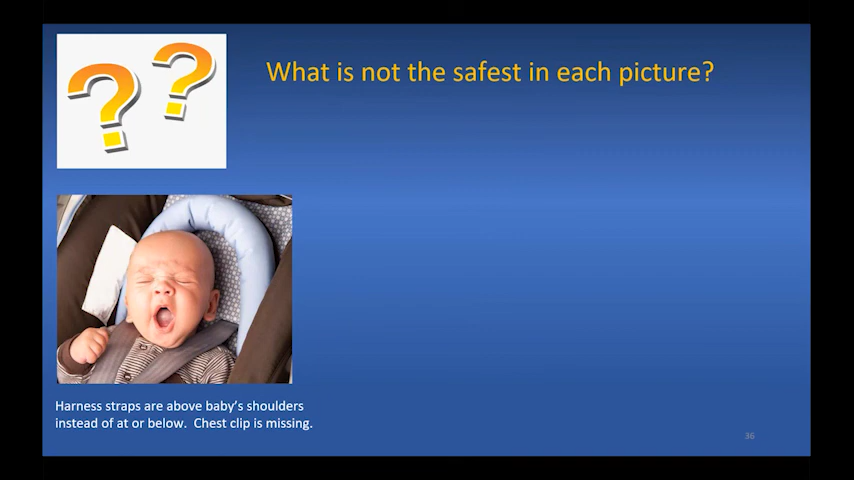 What is not the safest in each picture?
Harness straps are above baby's shoulders
instead of at or below.  Chest clip is missing.
36